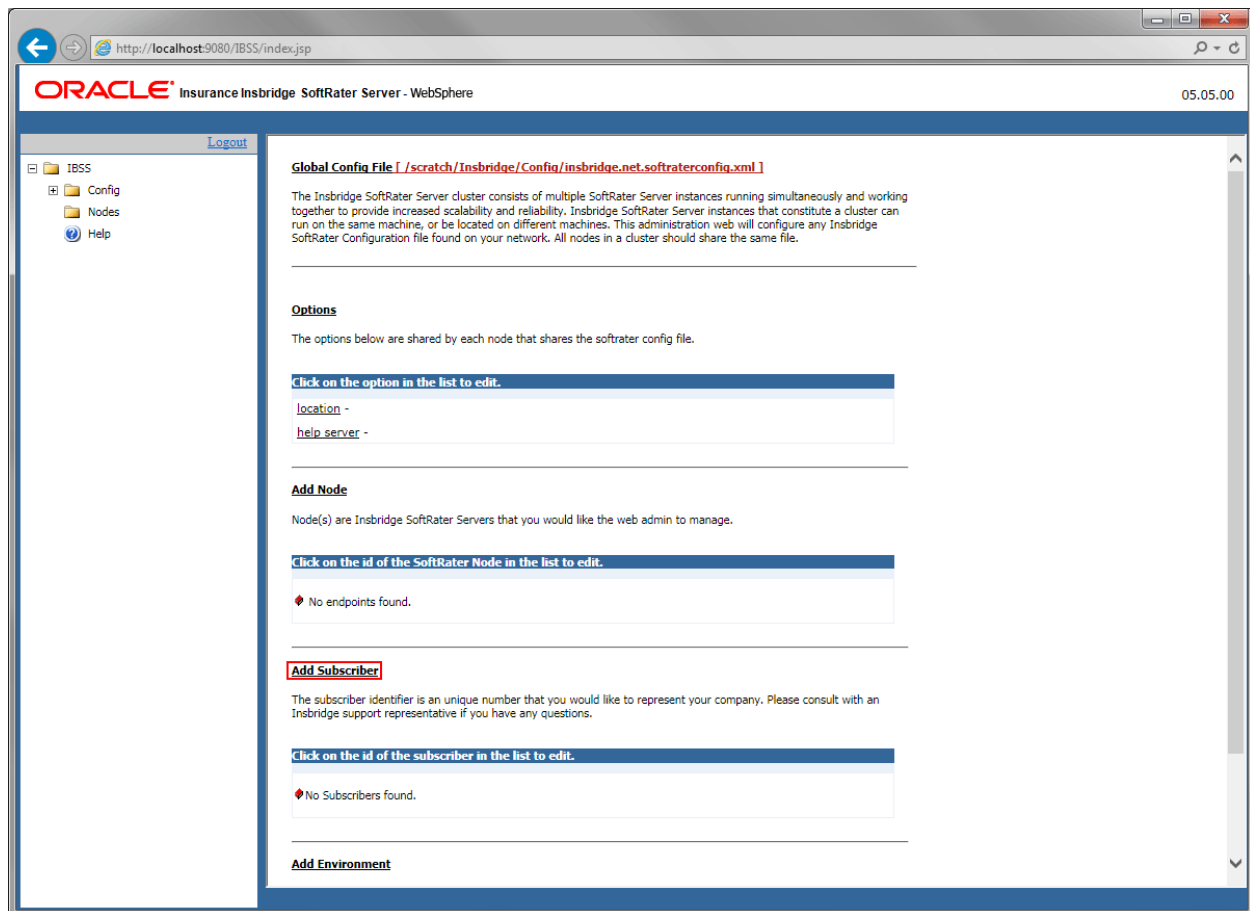 http://localhost:9080/IBSS/index.jsp
ORACLE Insurance Insbridge SoftRater Server - WebSphere
05.05.00
Logout
IBSS
Config
Nodes
Help
Global Config File [ /scratch/Insbridge/Config/insbridge.net.softraterconfig.xml ]
The Insbridge SoftRater Server cluster consists of multiple SoftRater Server instances running simultaneously and working
together to provide increased scalability and reliability. Insbridge SoftRater Server instances that constitute a cluster can
run on the same machine, or be located on different machines. This administration web will configure any Insbridge
SoftRater Configuration file found on your network. All nodes in a cluster should share the same file.
Options
The options below are shared by each node that shares the softrater config file.
Click on the option in the list to edit.
location -
help server -
Add Node
Node(s) are Insbridge SoftRater Servers that you would like the web admin to manage.
Click on the id of the SoftRater Node in the list to edit.
No endpoints found.
Add Subscriber
The subscriber identifier is an unique number that you would like to represent your company. Please consult with an
Insbridge support representative if you have any questions.
Click on the id of the subscriber in the list to edit.
No Subscribers found.
Add Environment